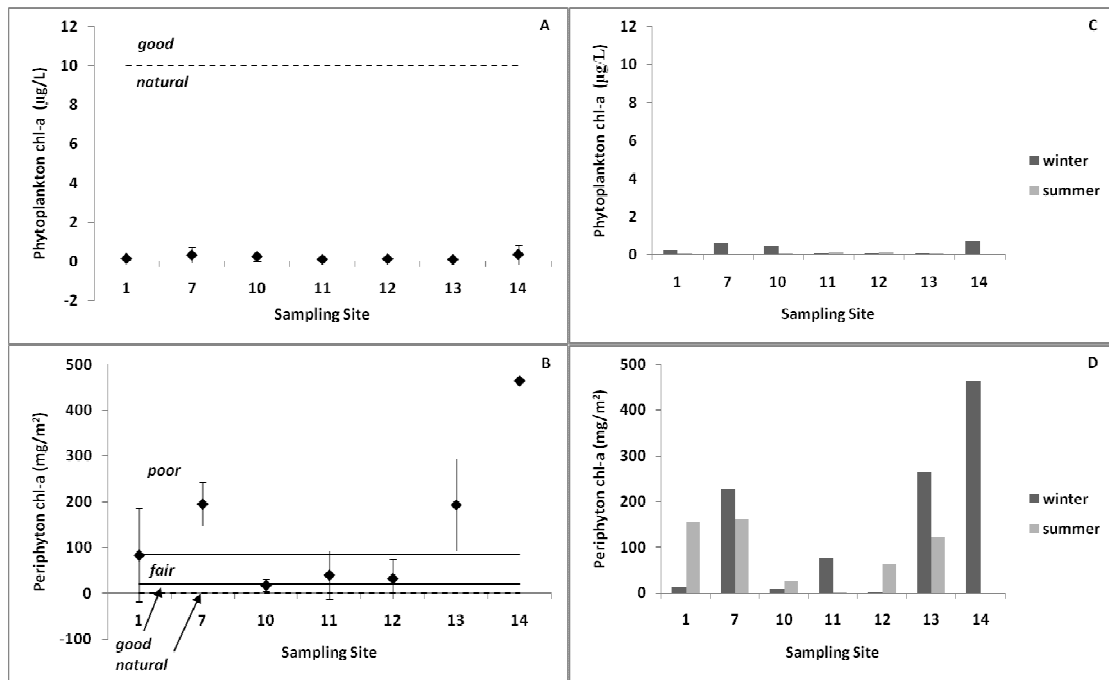 A
Phytoplankton chl-a (µg/L)
12
10
8
6
4
2
0
-2
good
natural
1 7 10 11 12 13 14
Sampling Site
C
Phytoplankton chl-a (µg/L)
12
10
8
6
4
2
0
winter
summer
1 7 10 11 12 13 14
Sampling Site
B
Periphyton chl-a (mg/m²)
500
400
300
200
100
0
-100
poor
fair
good
natural
1 7 10 11 12 13 14
Sampling Site
D
Periphyton chl-a (mg/m²)
500
400
300
200
100
0
winter
summer
1 7 10 11 12 13 14
Sampling Site